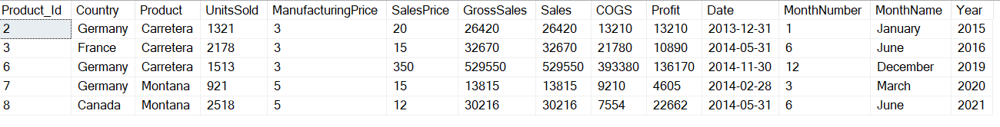 Product_Id Country Product UnitsSold ManufacturingPrice SalesPrice GrossSales Sales COGS Profit Date MonthNumber MonthName Year
2 Germany Carretera 1321 3 20 26420 26420 13210 13210 2013-12-31 1 January 2015
3 France Carretera 2178 3 15 32670 32670 21780 10890 2014-05-31 6 June 2016
6 Germany Carretera 1513 3 350 529550 529550 393380 136170 2014-11-30 12 December 2019
7 Germany Montana 921 5 15 13815 13815 9210 4605 2014-02-28 3 March 2020
8 Canada Montana 2518 5 12 30216 30216 7554 22662 2014-05-31 6 June 2021